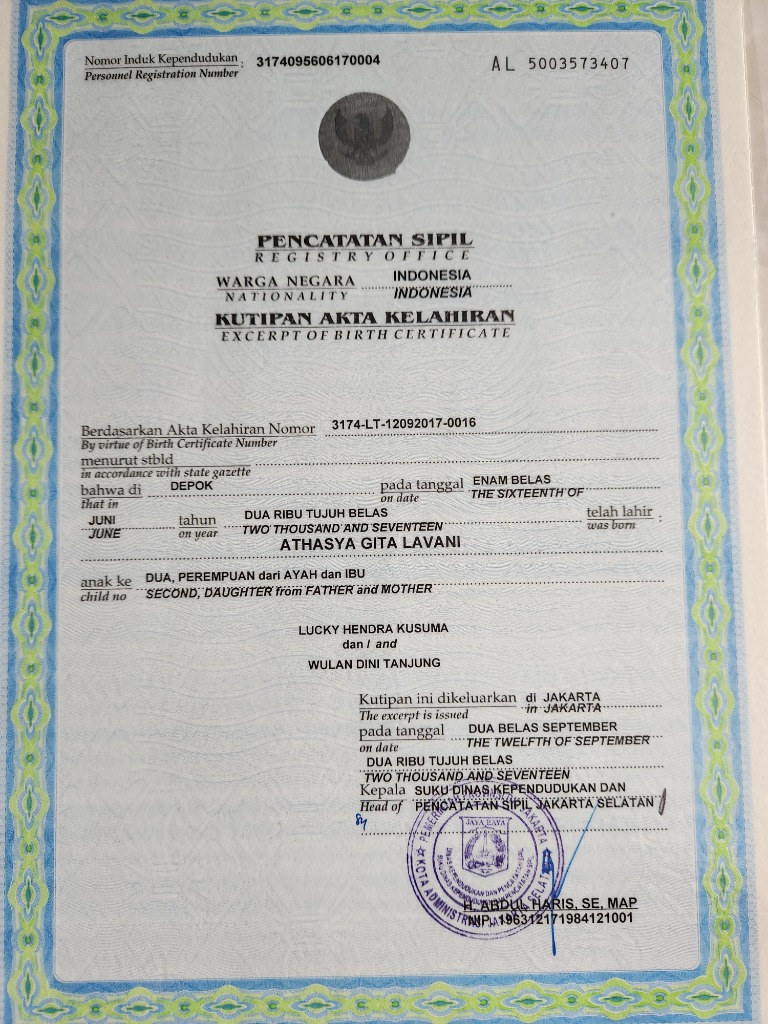 Nomor Induk Kependudukan : 3174095606170004
Personnel Registration Number
AL 5003573407
PENCATATAN SIPIL
REGISTRY OFFICE
WARGA NEGARA INDONESIA
NATIONALITY INDONESIA
KUTIPAN AKTA KELAHIRAN
EXCERPT OF BIRTH CERTIFICATE
Berdasarkan Akta Kelahiran Nomor 3174-LT-12092017-0016
By virtue of Birth Certificate Number
menurut stbld
in accordance with state gazette
bahwa di DEPOK pada tanggal ENAM BELAS
that in on date THE SIXTEENTH OF
JUNI tahun DUA RIBU TUJUH BELAS telah lahir :
JUNE on year TWO THOUSAND AND SEVENTEEN was born
ATHASYA GITA LAVANI
anak ke DUA, PEREMPUAN dari AYAH dan IBU
child no SECOND, DAUGHTER from FATHER and MOTHER
LUCKY HENDRA KUSUMA
dan / and
WULAN DINI TANJUNG
Kutipan ini dikeluarkan di JAKARTA
The excerpt is issued in JAKARTA
pada tanggal DUA BELAS SEPTEMBER
on date THE TWELFTH OF SEPTEMBER
DUA RIBU TUJUH BELAS
TWO THOUSAND AND SEVENTEEN
Kepala SUKU DINAS KEPENDUDUKAN DAN
Head of PENCATATAN SIPIL JAKARTA SELATAN
JAYA RAYA
KOTA ADMINISTRASI JAKARTA SELATAN
H. ABDUL HARIS, SE, MAP
NIP. 196312171984121001